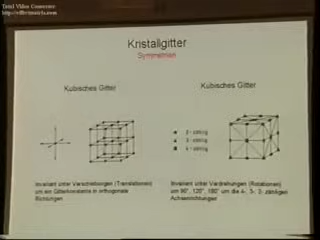 Total Video Converter
Kristallgitter
Symmetrien
Kubisches Gitter
Kubisches Gitter
2 - zählig
3 - zählig
4 - zählig
Invariant unter Verschiebungen (Translationen)
um ein Gitterkonstante in orthogonale
Richtungen
Invariant unter Verdrehungen (Rotationen)
um 90°, 120°, 180° um die 4-, 3-, 2- zähligen
Achsenrichtungen